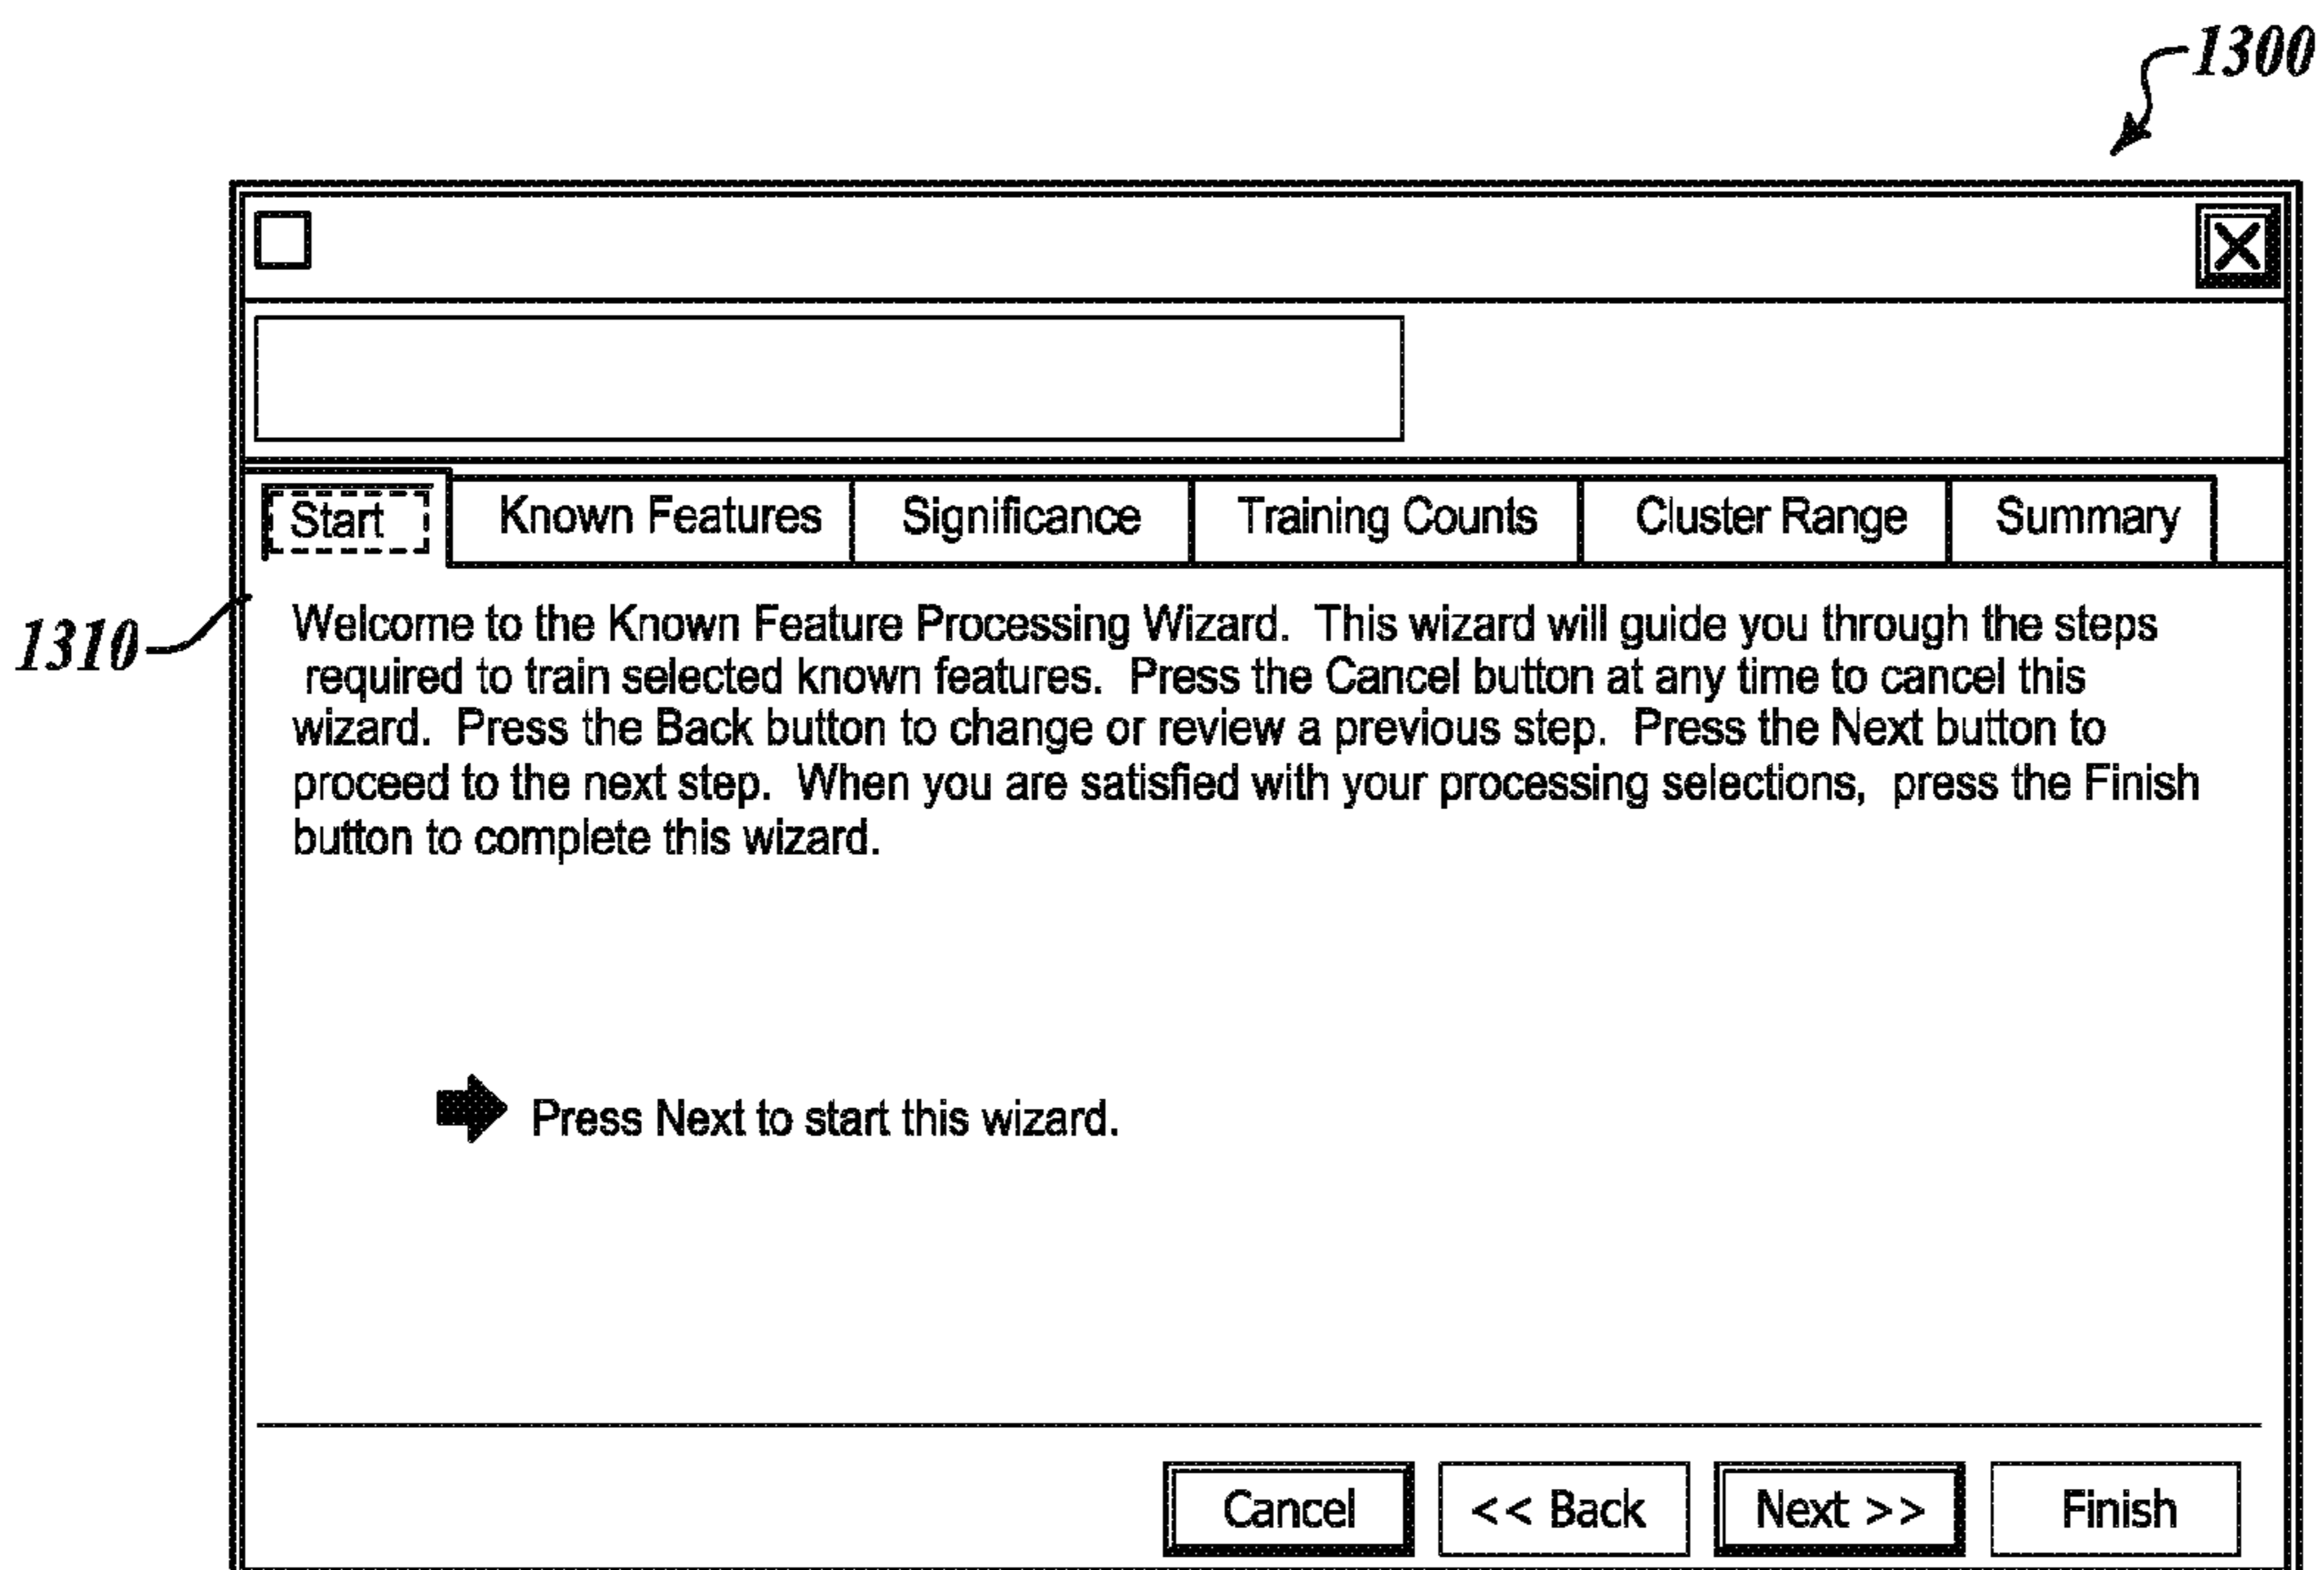 1300
Start Known Features Significance Training Counts Cluster Range Summary
1310
Welcome to the Known Feature Processing Wizard. This wizard will guide you through the steps
required to train selected known features. Press the Cancel button at any time to cancel this
wizard. Press the Back button to change or review a previous step. Press the Next button to
proceed to the next step. When you are satisfied with your processing selections, press the Finish
button to complete this wizard.
Press Next to start this wizard.
Cancel << Back Next >> Finish